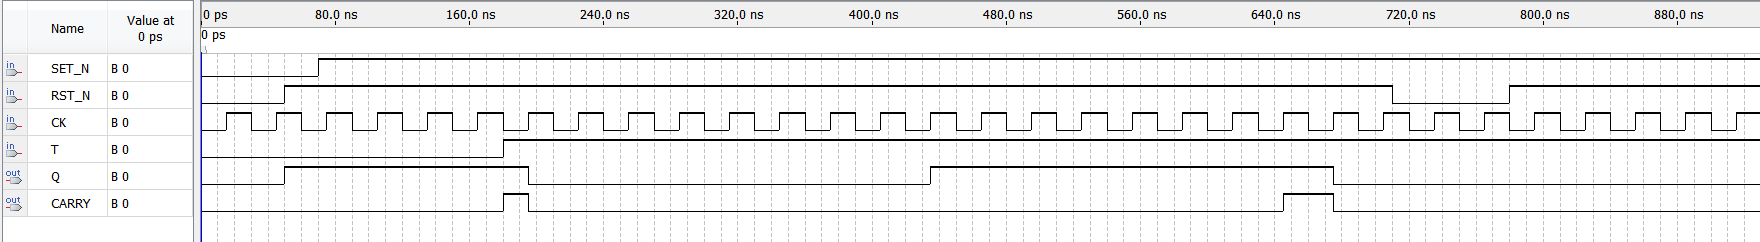 Name Value at 0 ps
0 ps 80.0 ns 160.0 ns 240.0 ns 320.0 ns 400.0 ns 480.0 ns 560.0 ns 640.0 ns 720.0 ns 800.0 ns 880.0 ns
0 ps
in SET_N B 0
in RST_N B 0
in CK B 0
in T B 0
out Q B 0
out CARRY B 0